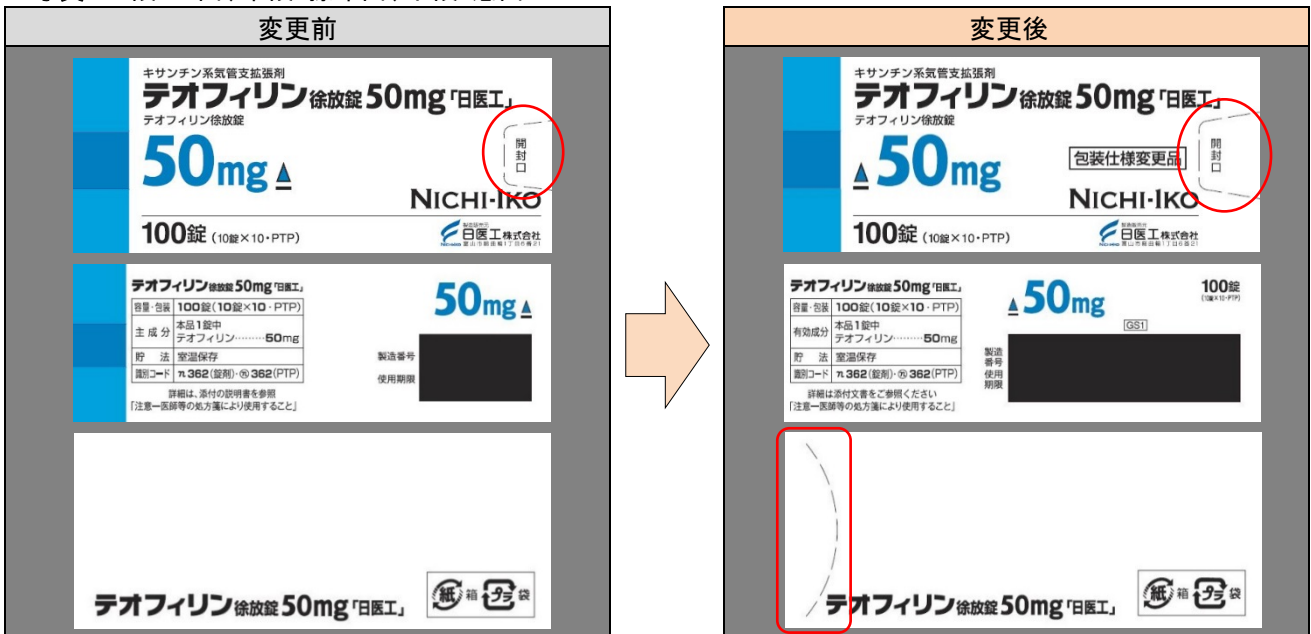 変更前
キサンチン系気管支拡張剤
テオフィリン徐放錠50mg「日医工」
テオフィリン徐放錠
50mg
開封口
NICHI-IKO
100錠 (10錠×10・PTP)
日医工株式会社
テオフィリン徐放錠50mg「日医工」
容量・包装 100錠(10錠×10・PTP)
主成分 本品1錠中
テオフィリン………50mg
貯 法 室温保存
識別コード π362(錠剤)・㊩362(PTP)
詳細は、添付の説明書を参照
「注意-医師等の処方箋により使用すること」
50mg
製造番号
使用期限
テオフィリン徐放錠50mg「日医工」
紙 箱 プラ 袋
変更後
キサンチン系気管支拡張剤
テオフィリン徐放錠50mg「日医工」
テオフィリン徐放錠
50mg
包装仕様変更品
開封口
NICHI-IKO
100錠 (10錠×10・PTP)
日医工株式会社
テオフィリン徐放錠50mg「日医工」
容量・包装 100錠(10錠×10・PTP)
有効成分 本品1錠中
テオフィリン………50mg
貯 法 室温保存
識別コード π362(錠剤)・㊩362(PTP)
詳細は添付文書をご参照ください
「注意-医師等の処方箋により使用すること」
50mg
100錠
(10錠×10・PTP)
GS1
製造
番号
使用
期限
テオフィリン徐放錠50mg「日医工」
紙 箱 プラ 袋